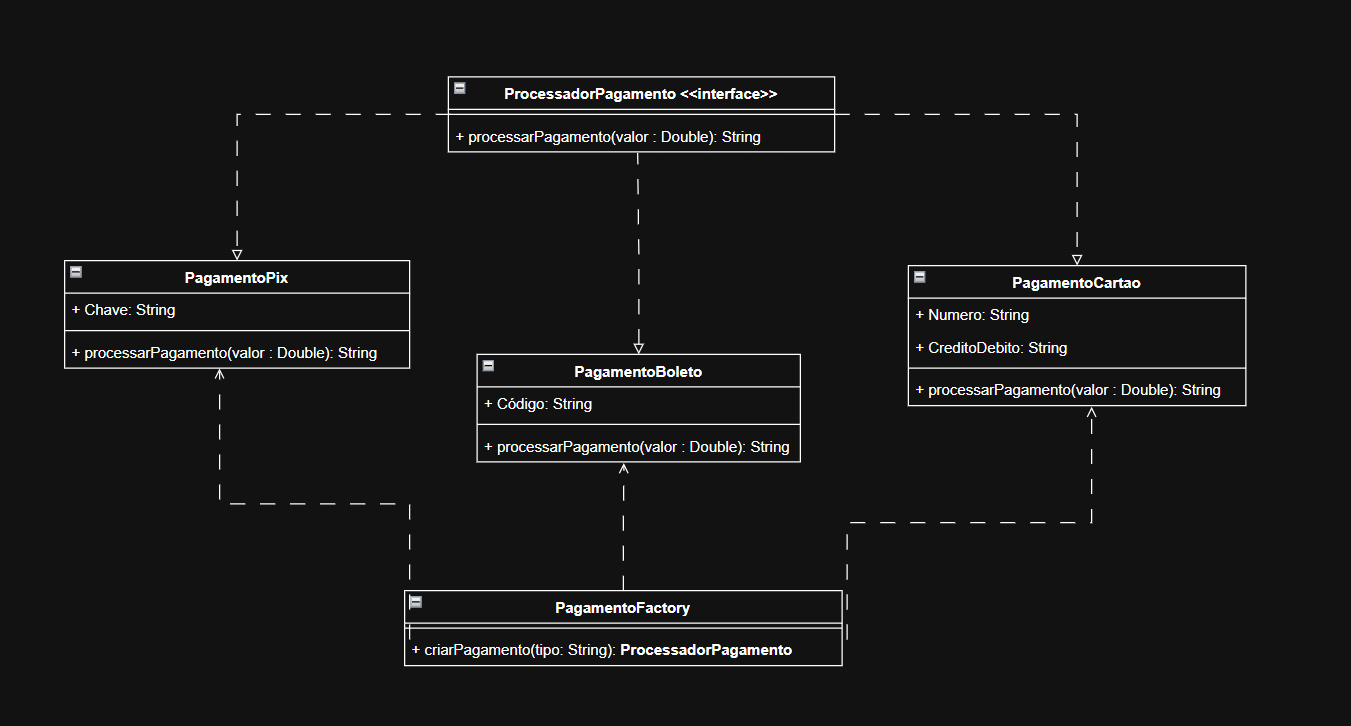 ProcessadorPagamento <<interface>>
+ processarPagamento(valor : Double): String
PagamentoPix
+ Chave: String
+ processarPagamento(valor : Double): String
PagamentoBoleto
+ Código: String
+ processarPagamento(valor : Double): String
PagamentoCartao
+ Numero: String
+ CreditoDebito: String
+ processarPagamento(valor : Double): String
PagamentoFactory
+ criarPagamento(tipo: String): ProcessadorPagamento